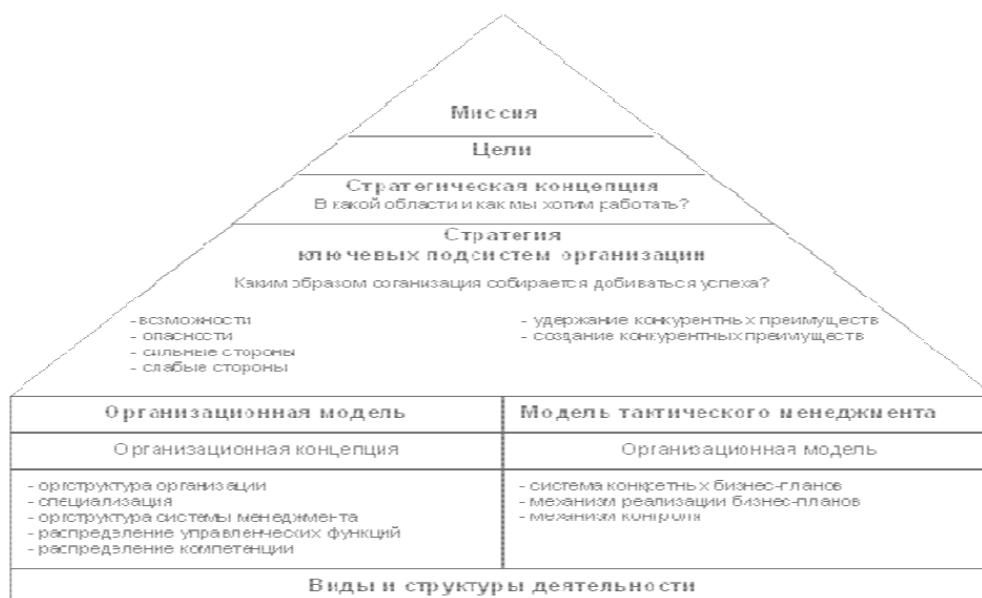 Миссия
Цели
Стратегическая концепция
В какой области и как мы хотим работать?
Стратегия
ключевых подсистем организации
Каким образом организация собирается добиваться успеха?
- возможности
- опасности
- сильные стороны
- слабые стороны
- удержание конкурентных преимуществ
- создание конкурентных преимуществ
Организационная модель
Модель тактического менеджмента
Организационная концепция
Организационная модель
- оргструктура организации
- специализация
- оргструктура системы менеджмента
- распределение управленческих функций
- распределение компетенции
- система конкретных бизнес-планов
- механизм реализации бизнес-планов
- механизм контроля
Виды и структуры деятельности